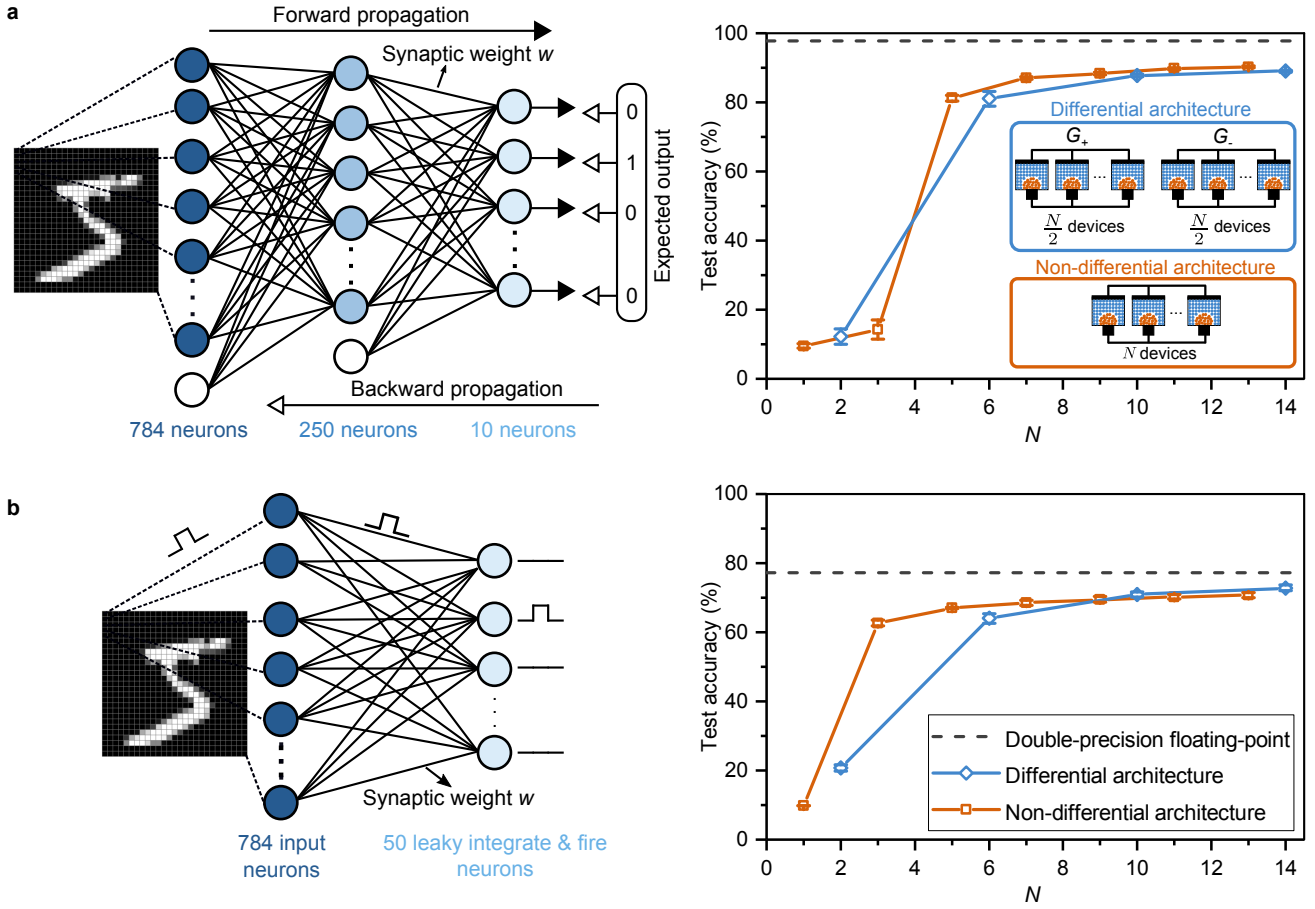 a
Forward propagation
Synaptic weight w
0
1
0
0
Expected output
Backward propagation
784 neurons
250 neurons
10 neurons
100
80
60
40
20
0
Test accuracy (%)
0 2 4 6 8 10 12 14
N
Differential architecture
G+ G-
... ...
N/2 devices N/2 devices
Non-differential architecture
...
N devices
b
Synaptic weight w
784 input
neurons
50 leaky integrate & fire
neurons
100
80
60
40
20
0
Test accuracy (%)
0 2 4 6 8 10 12 14
N
Double-precision floating-point
Differential architecture
Non-differential architecture